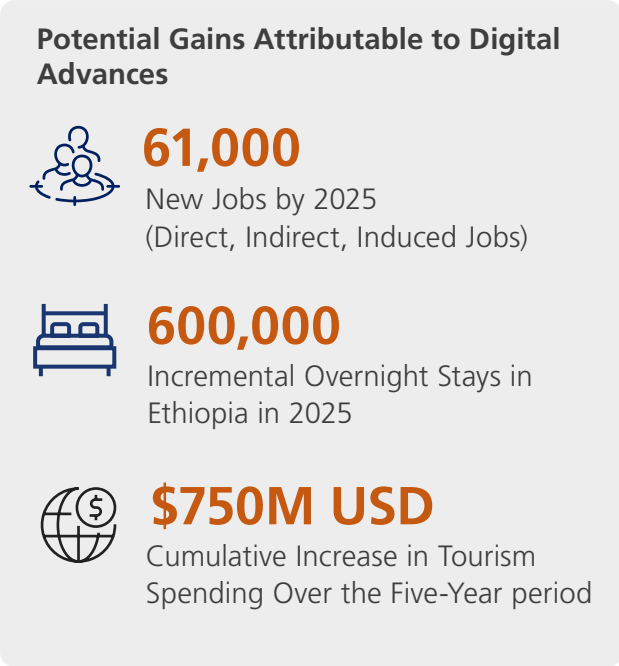 Potential Gains Attributable to Digital
Advances
61,000
New Jobs by 2025
(Direct, Indirect, Induced Jobs)
600,000
Incremental Overnight Stays in
Ethiopia in 2025
$
$750M USD
Cumulative Increase in Tourism
Spending Over the Five-Year period